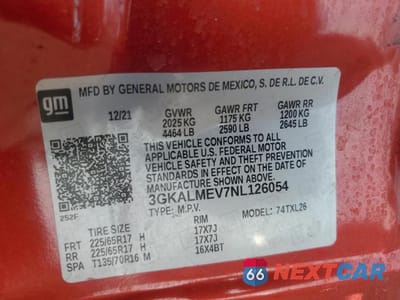 gm
MFD BY GENERAL MOTORS DE MEXICO, S. DE R.L. DE C.V.
12/21 GVWR GAWR FRT GAWR RR
2025 KG 1175 KG 1200 KG
4464 LB 2590 LB 2645 LB
THIS VEHICLE CONFORMS TO ALL
APPLICABLE U.S. FEDERAL MOTOR
VEHICLE SAFETY STANDARDS IN
EFFECT ON THE DATE OF
MANUFACTURE SHOWN ABOVE.
3GKALMEV7NL126054
252F TYPE: M.P.V. MODEL: 74TXL26
TIRE SIZE RIM
FRT 225/65R17 H 17X7J
RR 225/65R17 H 17X7J
SPA T135/70R16 M 16X4BT
66 NEXTCAR